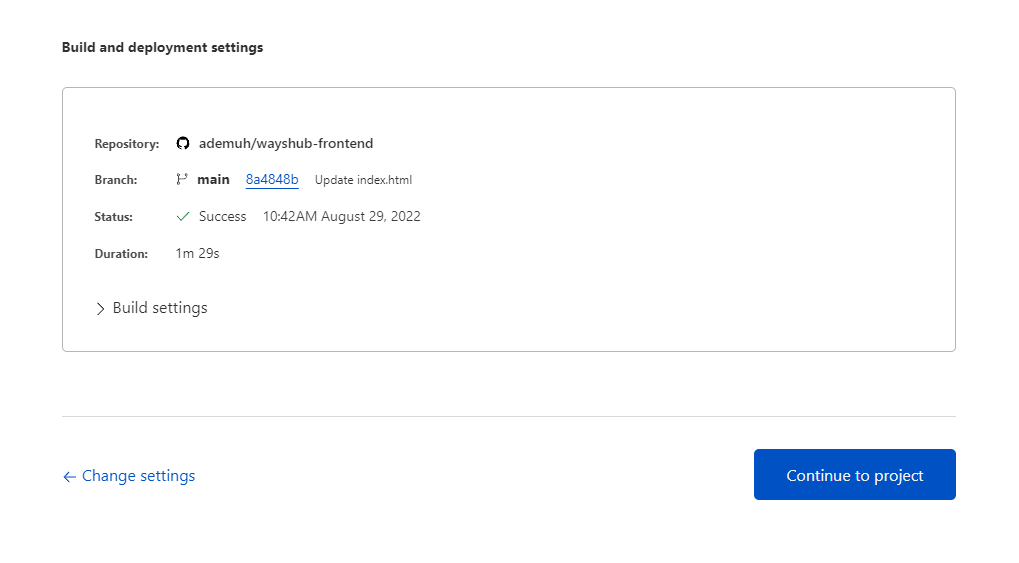 Build and deployment settings
Repository: ademuh/wayshub-frontend
Branch: main 8a4848b Update index.html
Status: Success 10:42AM August 29, 2022
Duration: 1m 29s
Build settings
Change settings
Continue to project